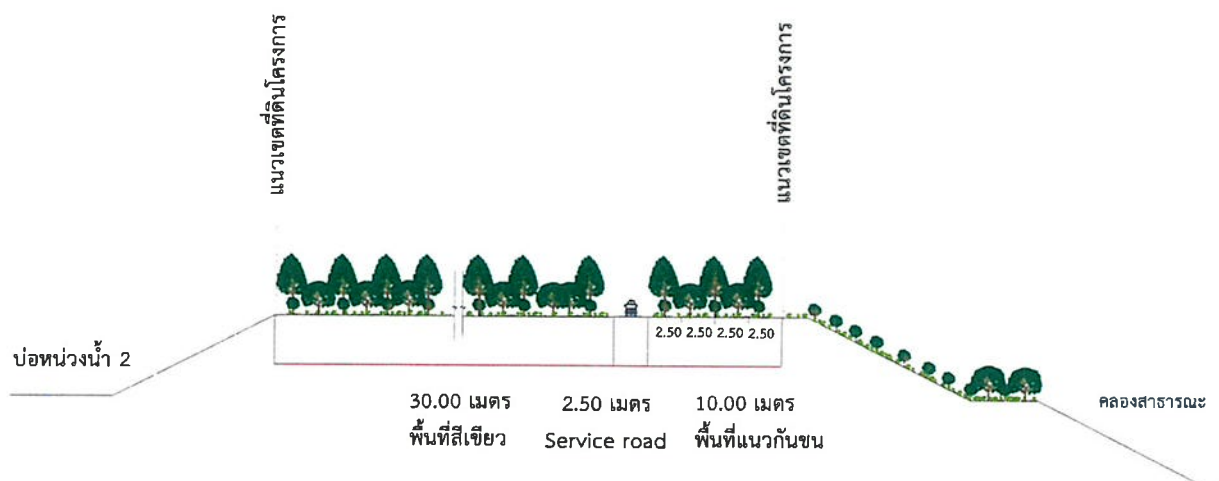 แนวเขตที่ดินโครงการ
แนวเขตที่ดินโครงการ
2.50 2.50 2.50 2.50
บ่อหน่วงน้ำ 2
30.00 เมตร
พื้นที่สีเขียว
2.50 เมตร
Service road
10.00 เมตร
พื้นที่แนวกันชน
คลองสาธารณะ